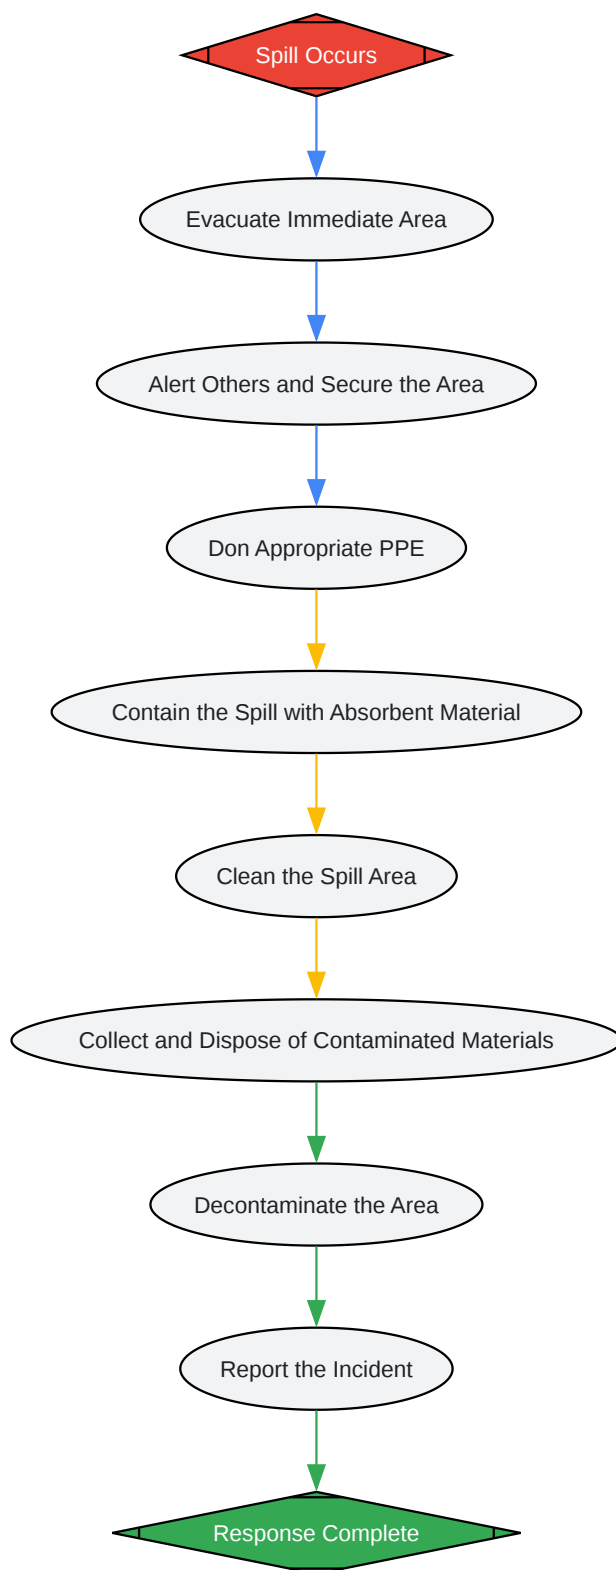 Spill Occurs
Evacuate Immediate Area
Alert Others and Secure the Area
Don Appropriate PPE
Contain the Spill with Absorbent Material
Clean the Spill Area
Collect and Dispose of Contaminated Materials
Decontaminate the Area
Report the Incident
Response Complete